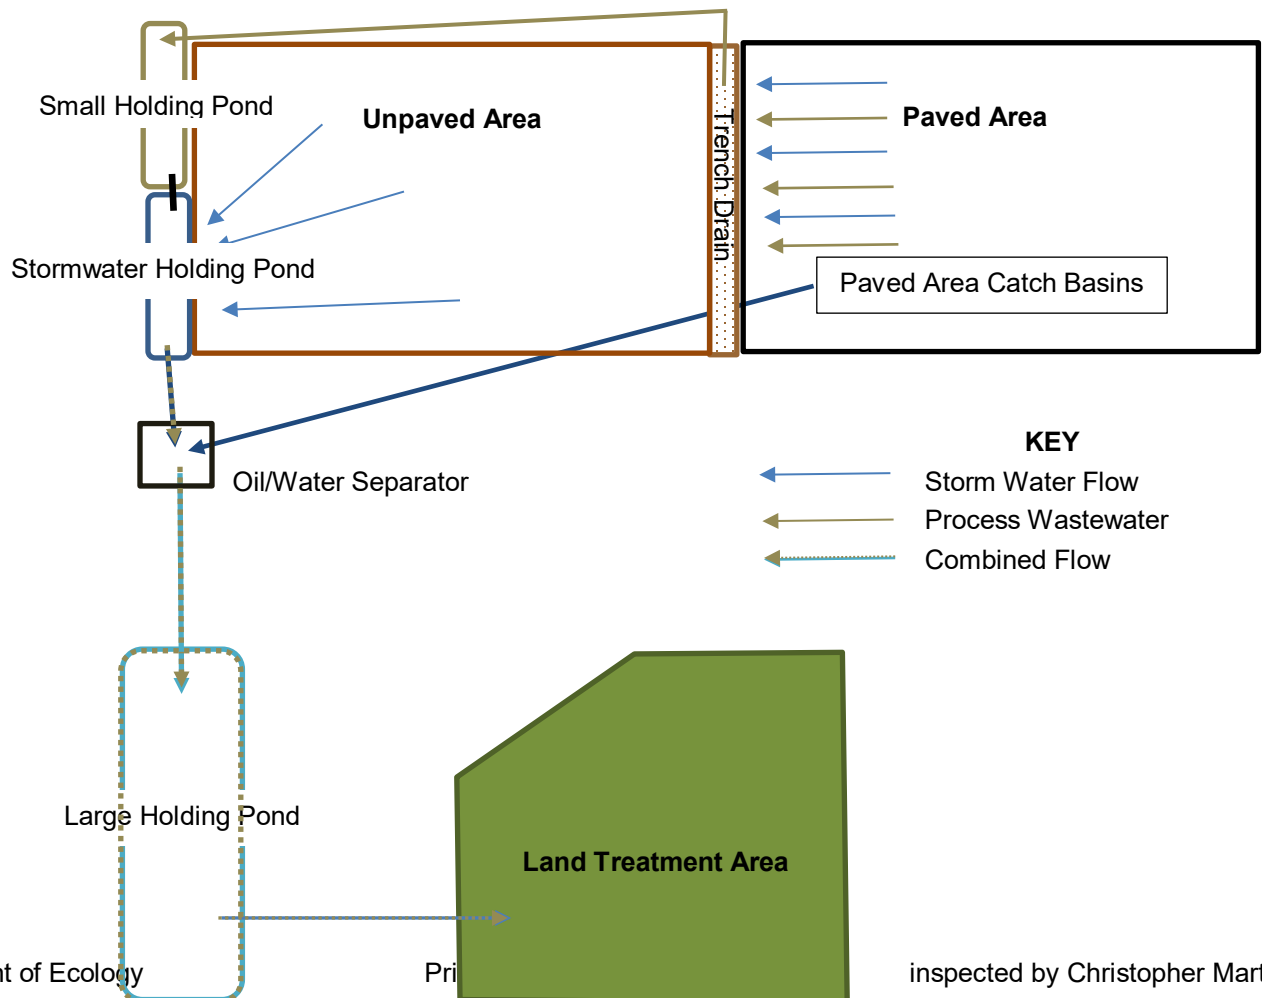 Small Holding Pond
Unpaved Area
Trench Drain
Paved Area
Stormwater Holding Pond
Paved Area Catch Basins
KEY
Oil/Water Separator
Storm Water Flow
Process Wastewater
Combined Flow
Large Holding Pond
Land Treatment Area
of Ecology
inspected by Christopher